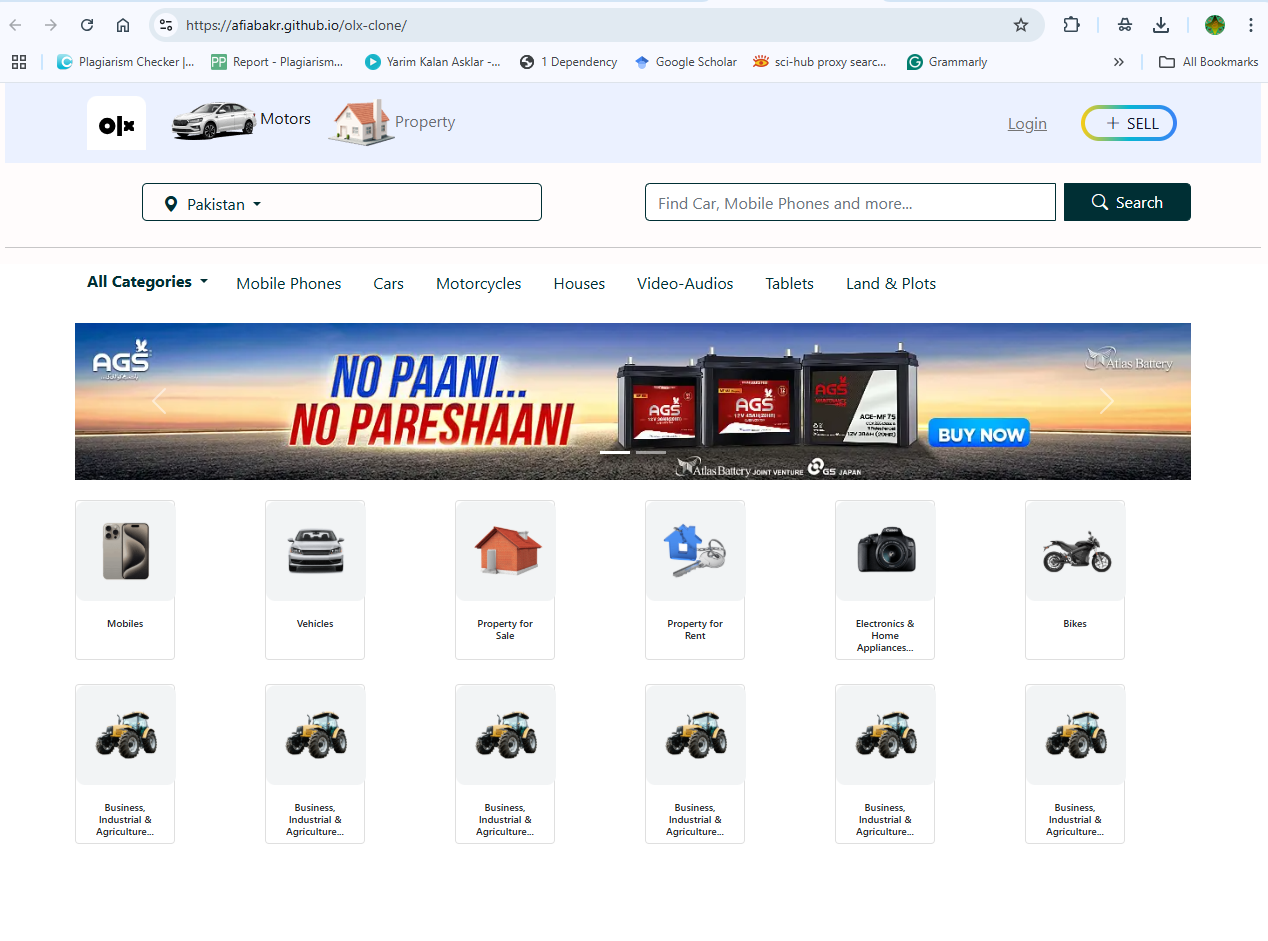 https://afiabakr.github.io/olx-clone/
Plagiarism Checker |... Report - Plagiarism... Yarim Kalan Asklar -... 1 Dependency Google Scholar sci-hub proxy searc... Grammarly All Bookmarks
olx Motors Property Login + SELL
Pakistan Find Car, Mobile Phones and more... Search
All Categories Mobile Phones Cars Motorcycles Houses Video-Audios Tablets Land & Plots
AGS
Atlas Battery
NO PAANI...
NO PARESHAANI
AGS
AGS
AGS
ACE-MF 75
BUY NOW
Atlas Battery JOINT VENTURE GS JAPAN
Mobiles
Vehicles
Property for
Sale
Property for
Rent
Electronics &
Home
Appliances...
Bikes
Business,
Industrial &
Agriculture...
Business,
Industrial &
Agriculture...
Business,
Industrial &
Agriculture...
Business,
Industrial &
Agriculture...
Business,
Industrial &
Agriculture...
Business,
Industrial &
Agriculture...